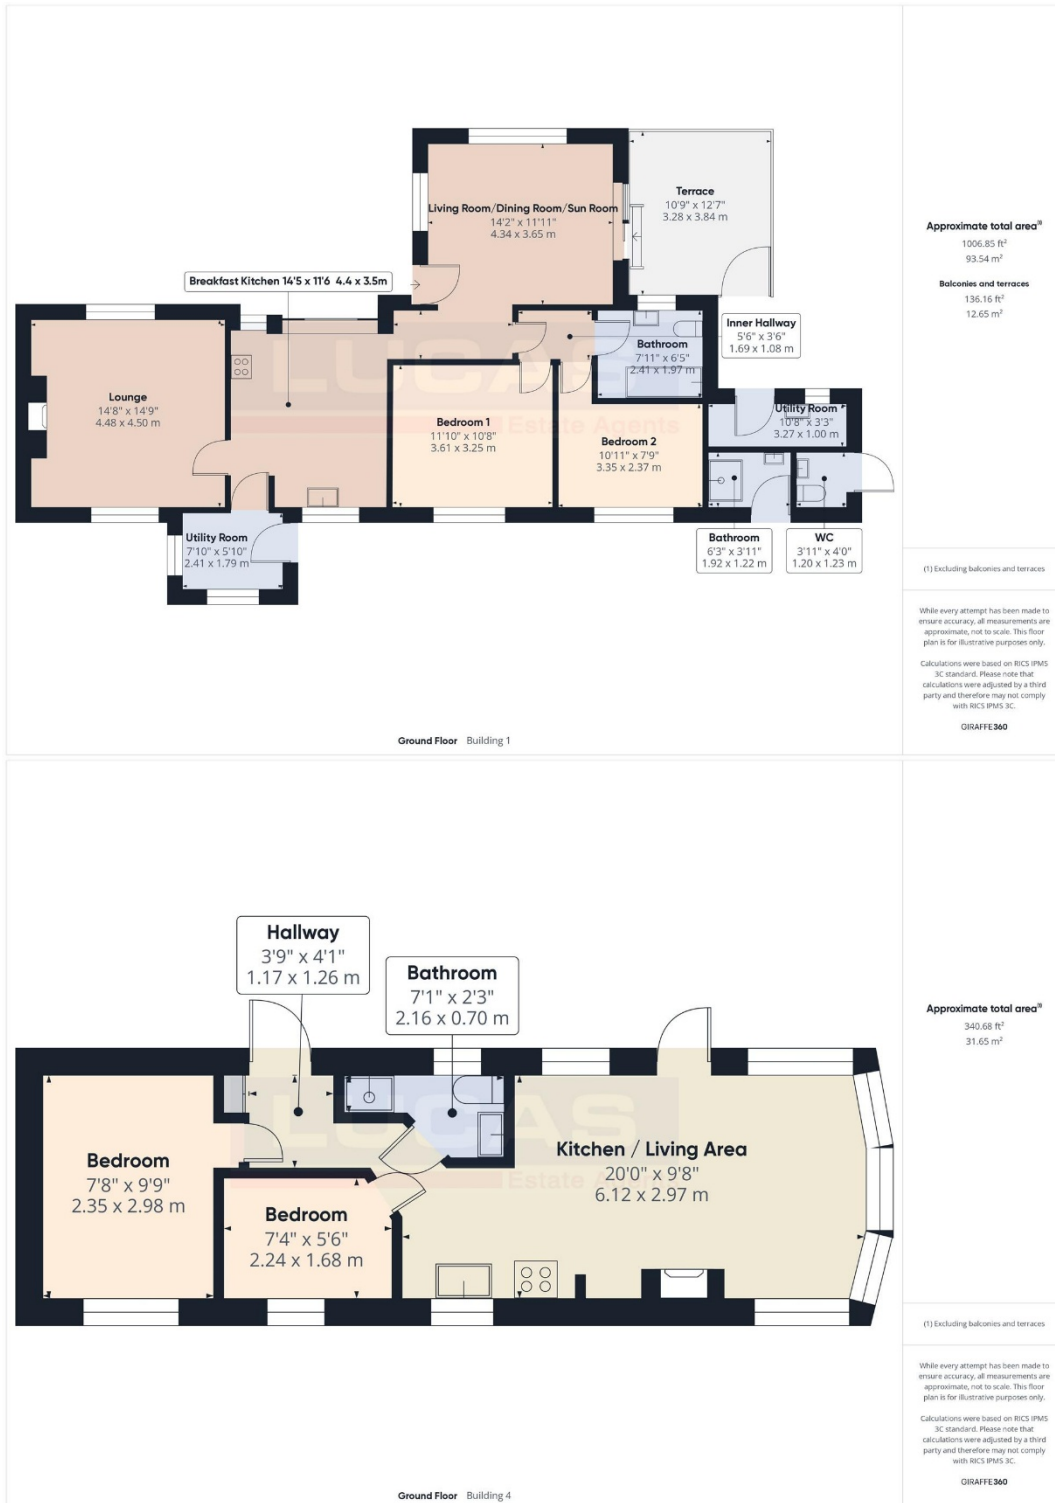 Living Room/Dining Room/Sun Room
14'2" x 11'11"
4.34 x 3.65 m
Terrace
10'9" x 12'7"
3.28 x 3.84 m
Breakfast Kitchen 14'5 x 11'6 4.4 x 3.5m
Inner Hallway
5'6" x 3'6"
1.69 x 1.08 m
Bathroom
7'11" x 6'5"
2.41 x 1.97 m
Lounge
14'8" x 14'9"
4.48 x 4.50 m
LUCAS
Estate Agents
Bedroom 1
11'10" x 10'8"
3.61 x 3.25 m
Bedroom 2
10'11" x 7'9"
3.35 x 2.37 m
Utility Room
10'8" x 3'3"
3.27 x 1.00 m
Utility Room
7'10" x 5'10"
2.41 x 1.79 m
Bathroom
6'3" x 3'11"
1.92 x 1.22 m
WC
3'11" x 4'0"
1.20 x 1.23 m
Ground Floor Building 1
Approximate total area⁽¹⁾
1006.85 ft²
93.54 m²
Balconies and terraces
136.16 ft²
12.65 m²
(1) Excluding balconies and terraces
While every attempt has been made to
ensure accuracy, all measurements are
approximate, not to scale. This floor
plan is for illustrative purposes only.
Calculations were based on RICS IPMS
3C standard. Please note that
calculations were adjusted by a third
party and therefore may not comply
with RICS IPMS 3C.
GIRAFFE360
Hallway
3'9" x 4'1"
1.17 x 1.26 m
Bathroom
7'1" x 2'3"
2.16 x 0.70 m
LUCAS
Estate Agents
Bedroom
7'8" x 9'9"
2.35 x 2.98 m
Bedroom
7'4" x 5'6"
2.24 x 1.68 m
Kitchen / Living Area
20'0" x 9'8"
6.12 x 2.97 m
Ground Floor Building 4
Approximate total area⁽¹⁾
340.68 ft²
31.65 m²
(1) Excluding balconies and terraces
While every attempt has been made to
ensure accuracy, all measurements are
approximate, not to scale. This floor
plan is for illustrative purposes only.
Calculations were based on RICS IPMS
3C standard. Please note that
calculations were adjusted by a third
party and therefore may not comply
with RICS IPMS 3C.
GIRAFFE360